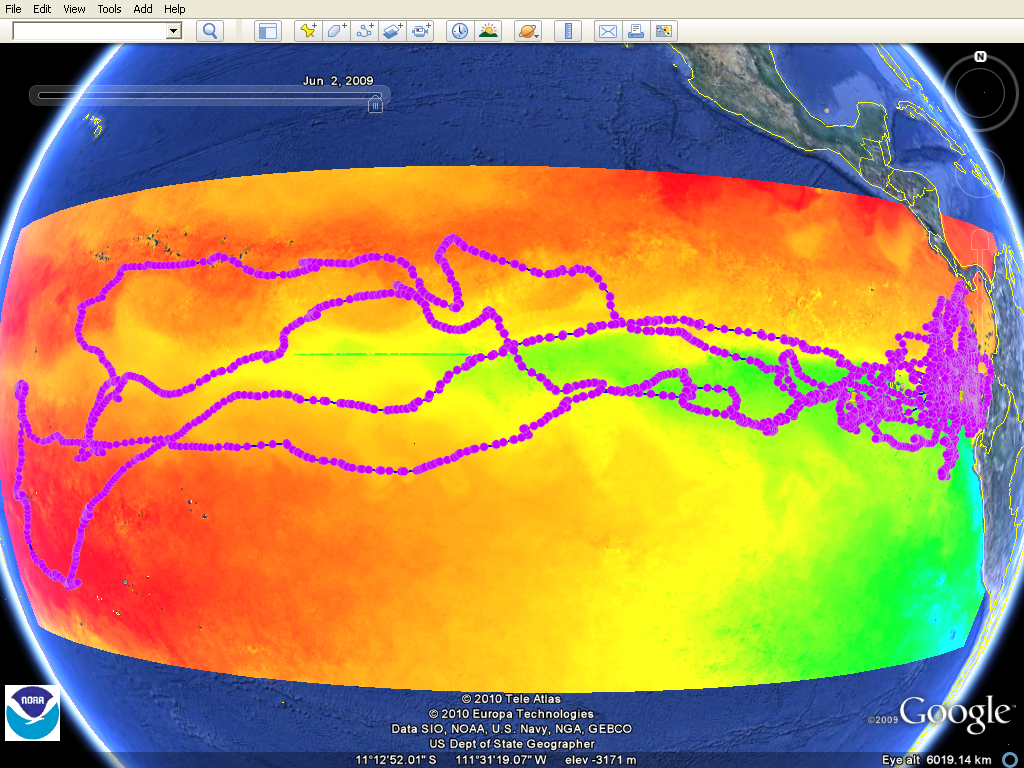 File Edit View Tools Add Help
Jun 2, 2009
N
NOAA
© 2010 Tele Atlas
© 2010 Europa Technologies
Data SIO, NOAA, U.S. Navy, NGA, GEBCO
US Dept of State Geographer
©2009 Google™
11°12'52.01" S 111°31'19.07" W elev -3171 m
Eye alt 6019.14 km